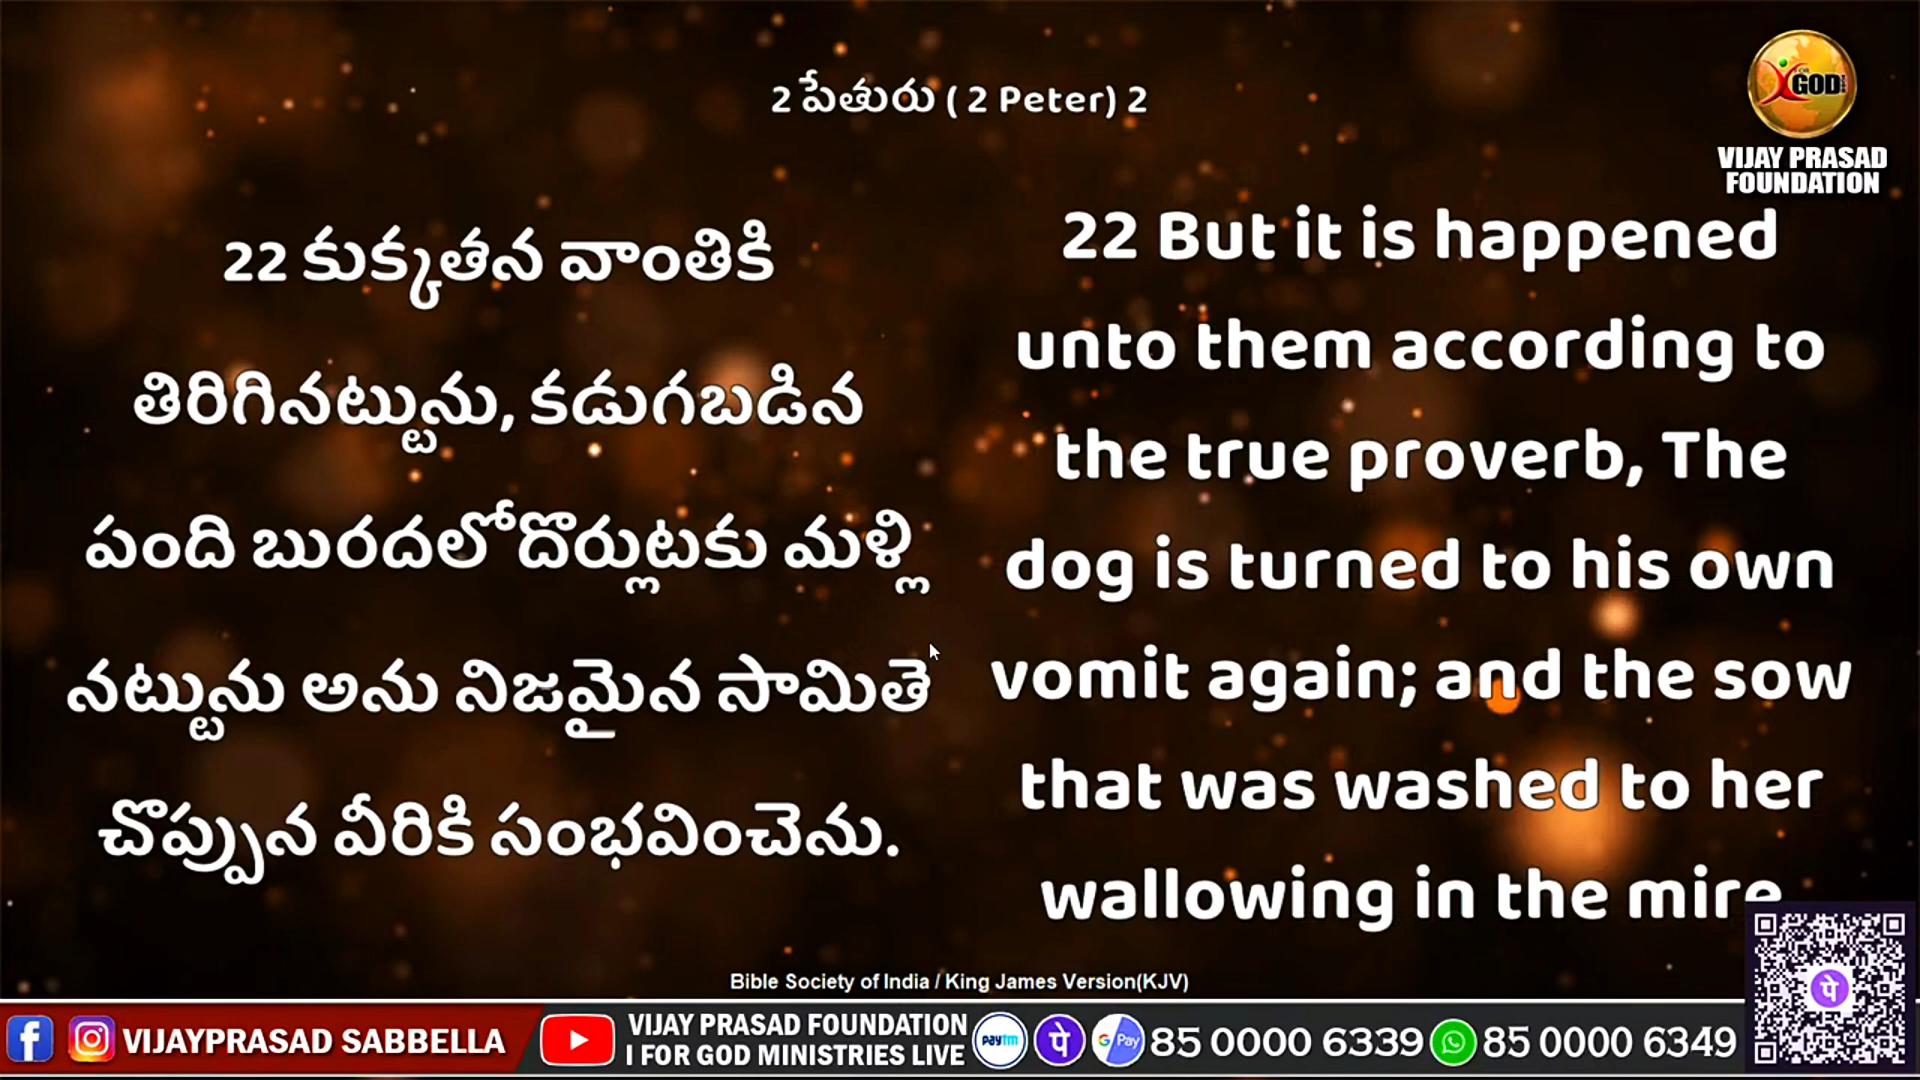 2 పేతురు ( 2 Peter) 2
GOD
VIJAY PRASAD
FOUNDATION
22 కుక్కతన వాంతికి
తిరిగినట్టును, కడుగబడిన
పంది బురదలోదొర్లుటకు మళ్లి
నట్టును అను నిజమైన సామితె
చొప్పున వీరికి సంభవించెను.
22 But it is happened
unto them according to
the true proverb, The
dog is turned to his own
vomit again; and the sow
that was washed to her
wallowing in the mire
Bible Society of India / King James Version(KJV)
VIJAYPRASAD SABBELLA
VIJAY PRASAD FOUNDATION
I FOR GOD MINISTRIES LIVE
paytm
पे
G Pay
85 0000 6339
85 0000 6349
पे